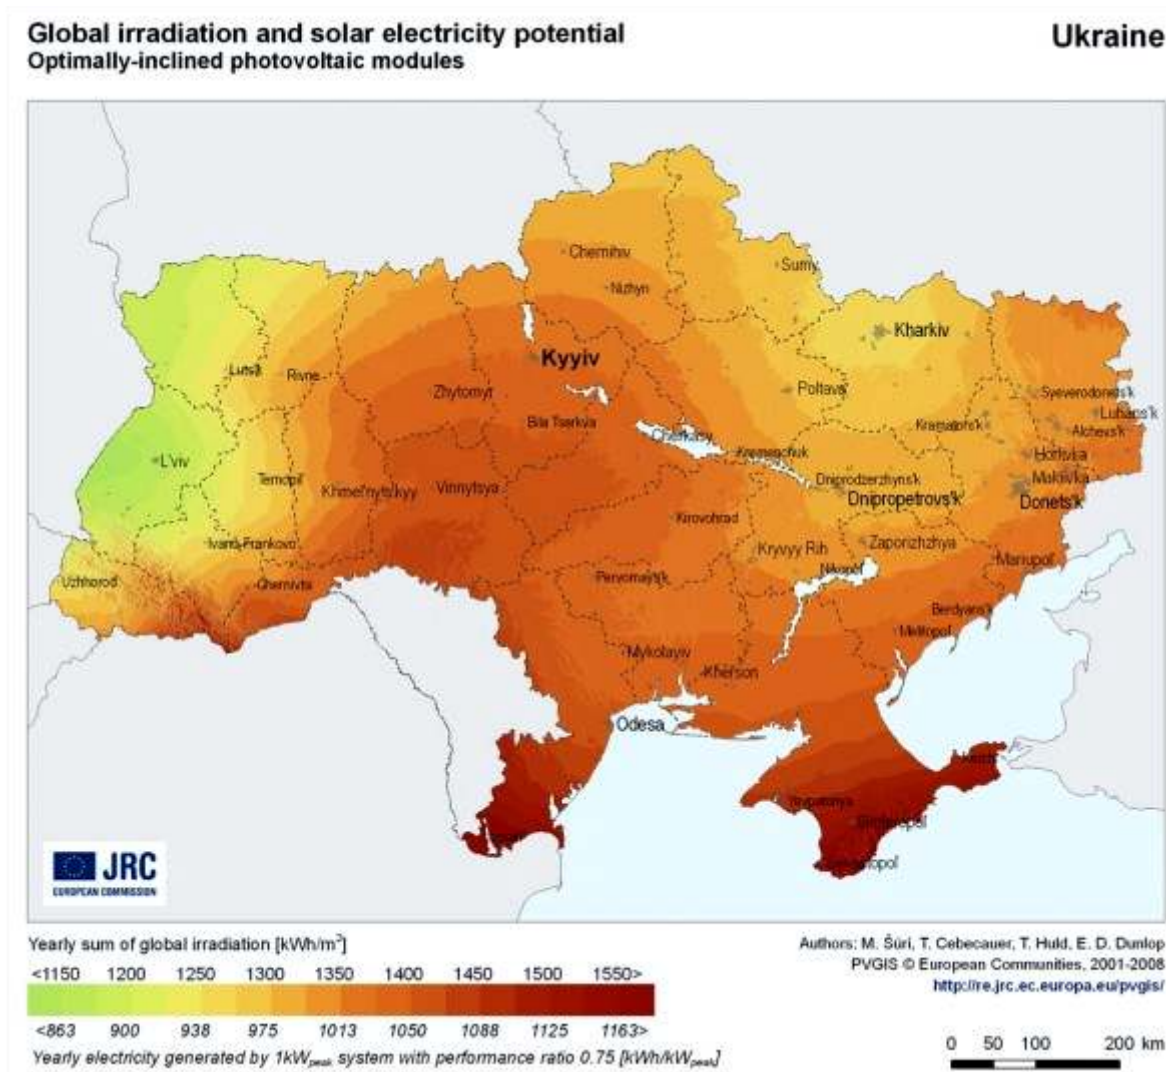 Global irradiation and solar electricity potential
Optimally-inclined photovoltaic modules
Ukraine
Chernihiv
Sumy
Nizhyn
Kharkiv
Kyyiv
Luts'k
Rivne
Zhytomyr
Poltava
Syeverodonets'k
Bila Tserkva
Luhans'k
Kramators'k
Alchevs'k
Cherkasy
L'viv
Kremenchuk
Horlivka
Ternopil'
Khmel'nyts'kyy
Vinnytsya
Dniprodzerzhyns'k
Makiivka
Dnipropetrovs'k
Donets'k
Kirovohrad
Ivano-Frankovo
Kryvyy Rih
Zaporizhzhya
Mariupol'
Nikopol'
Uzhhorod
Chernivtsi
Pervomays'k
Berdyans'k
Melitopol'
Mykolayiv
Kherson
Odesa
JRC
EUROPEAN COMMISSION
Yearly sum of global irradiation [kWh/m²]
<1150 1200 1250 1300 1350 1400 1450 1500 1550>
<863 900 938 975 1013 1050 1088 1125 1163>
Yearly electricity generated by 1kWpeak system with performance ratio 0.75 [kWh/kWpeak]
Authors: M. Šúri, T. Cebecauer, T. Huld, E. D. Dunlop
PVGIS © European Communities, 2001-2008
http://re.jrc.ec.europa.eu/pvgis/
0 50 100 200 km